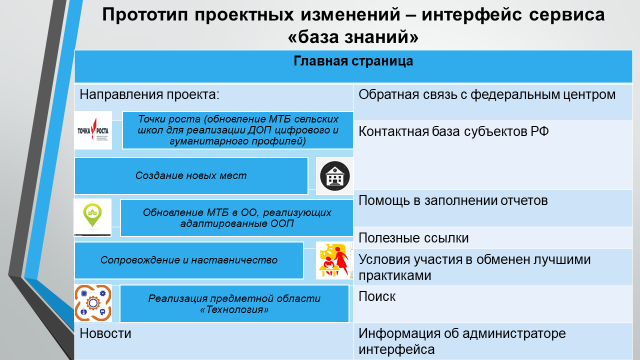 Прототип проектных изменений – интерфейс сервиса
«база знаний»
Главная страница
Направления проекта:
ТОЧКА РОСТА
Точки роста (обновление МТБ сельских
школ для реализации ДОП цифрового и
гуманитарного профилей)
Создание новых мест
Обновление МТБ в ОО, реализующих
адаптированные ООП
Сопровождение и наставничество
Реализация предметной области
«Технология»
Новости
Обратная связь с федеральным центром
Контактная база субъектов РФ
Помощь в заполнении отчетов
Полезные ссылки
Условия участия в обменен лучшими
практиками
Поиск
Информация об администраторе
интерфейса